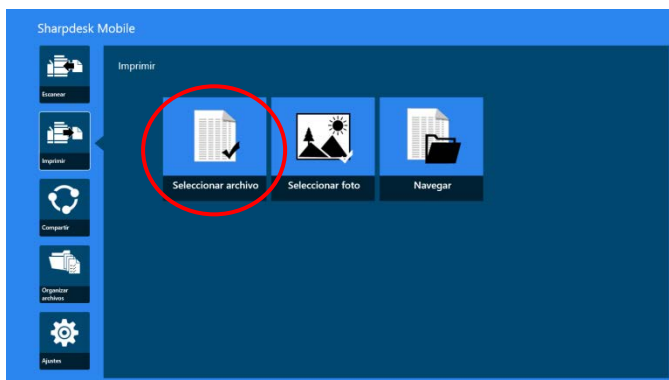 Sharpdesk Mobile
Imprimir
Escanear
Imprimir
Compartir
Organizar
archivos
Ajustes
Seleccionar archivo
Seleccionar foto
Navegar